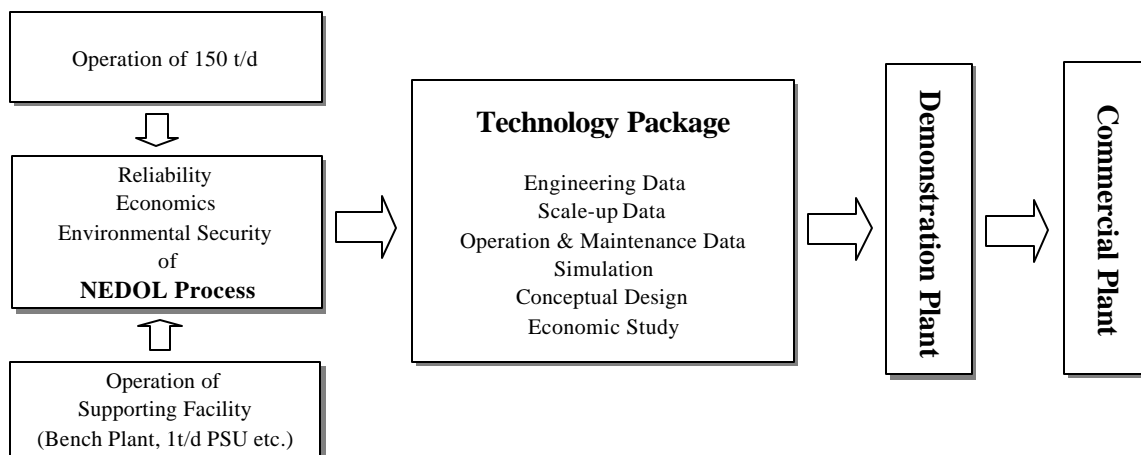 Operation of 150 t/d
Reliability
Economics
Environmental Security
of
NEDOL Process
Operation of
Supporting Facility
(Bench Plant, 1t/d PSU etc.)
Technology Package
Engineering Data
Scale-up Data
Operation & Maintenance Data
Simulation
Conceptual Design
Economic Study
Demonstration Plant
Commercial Plant